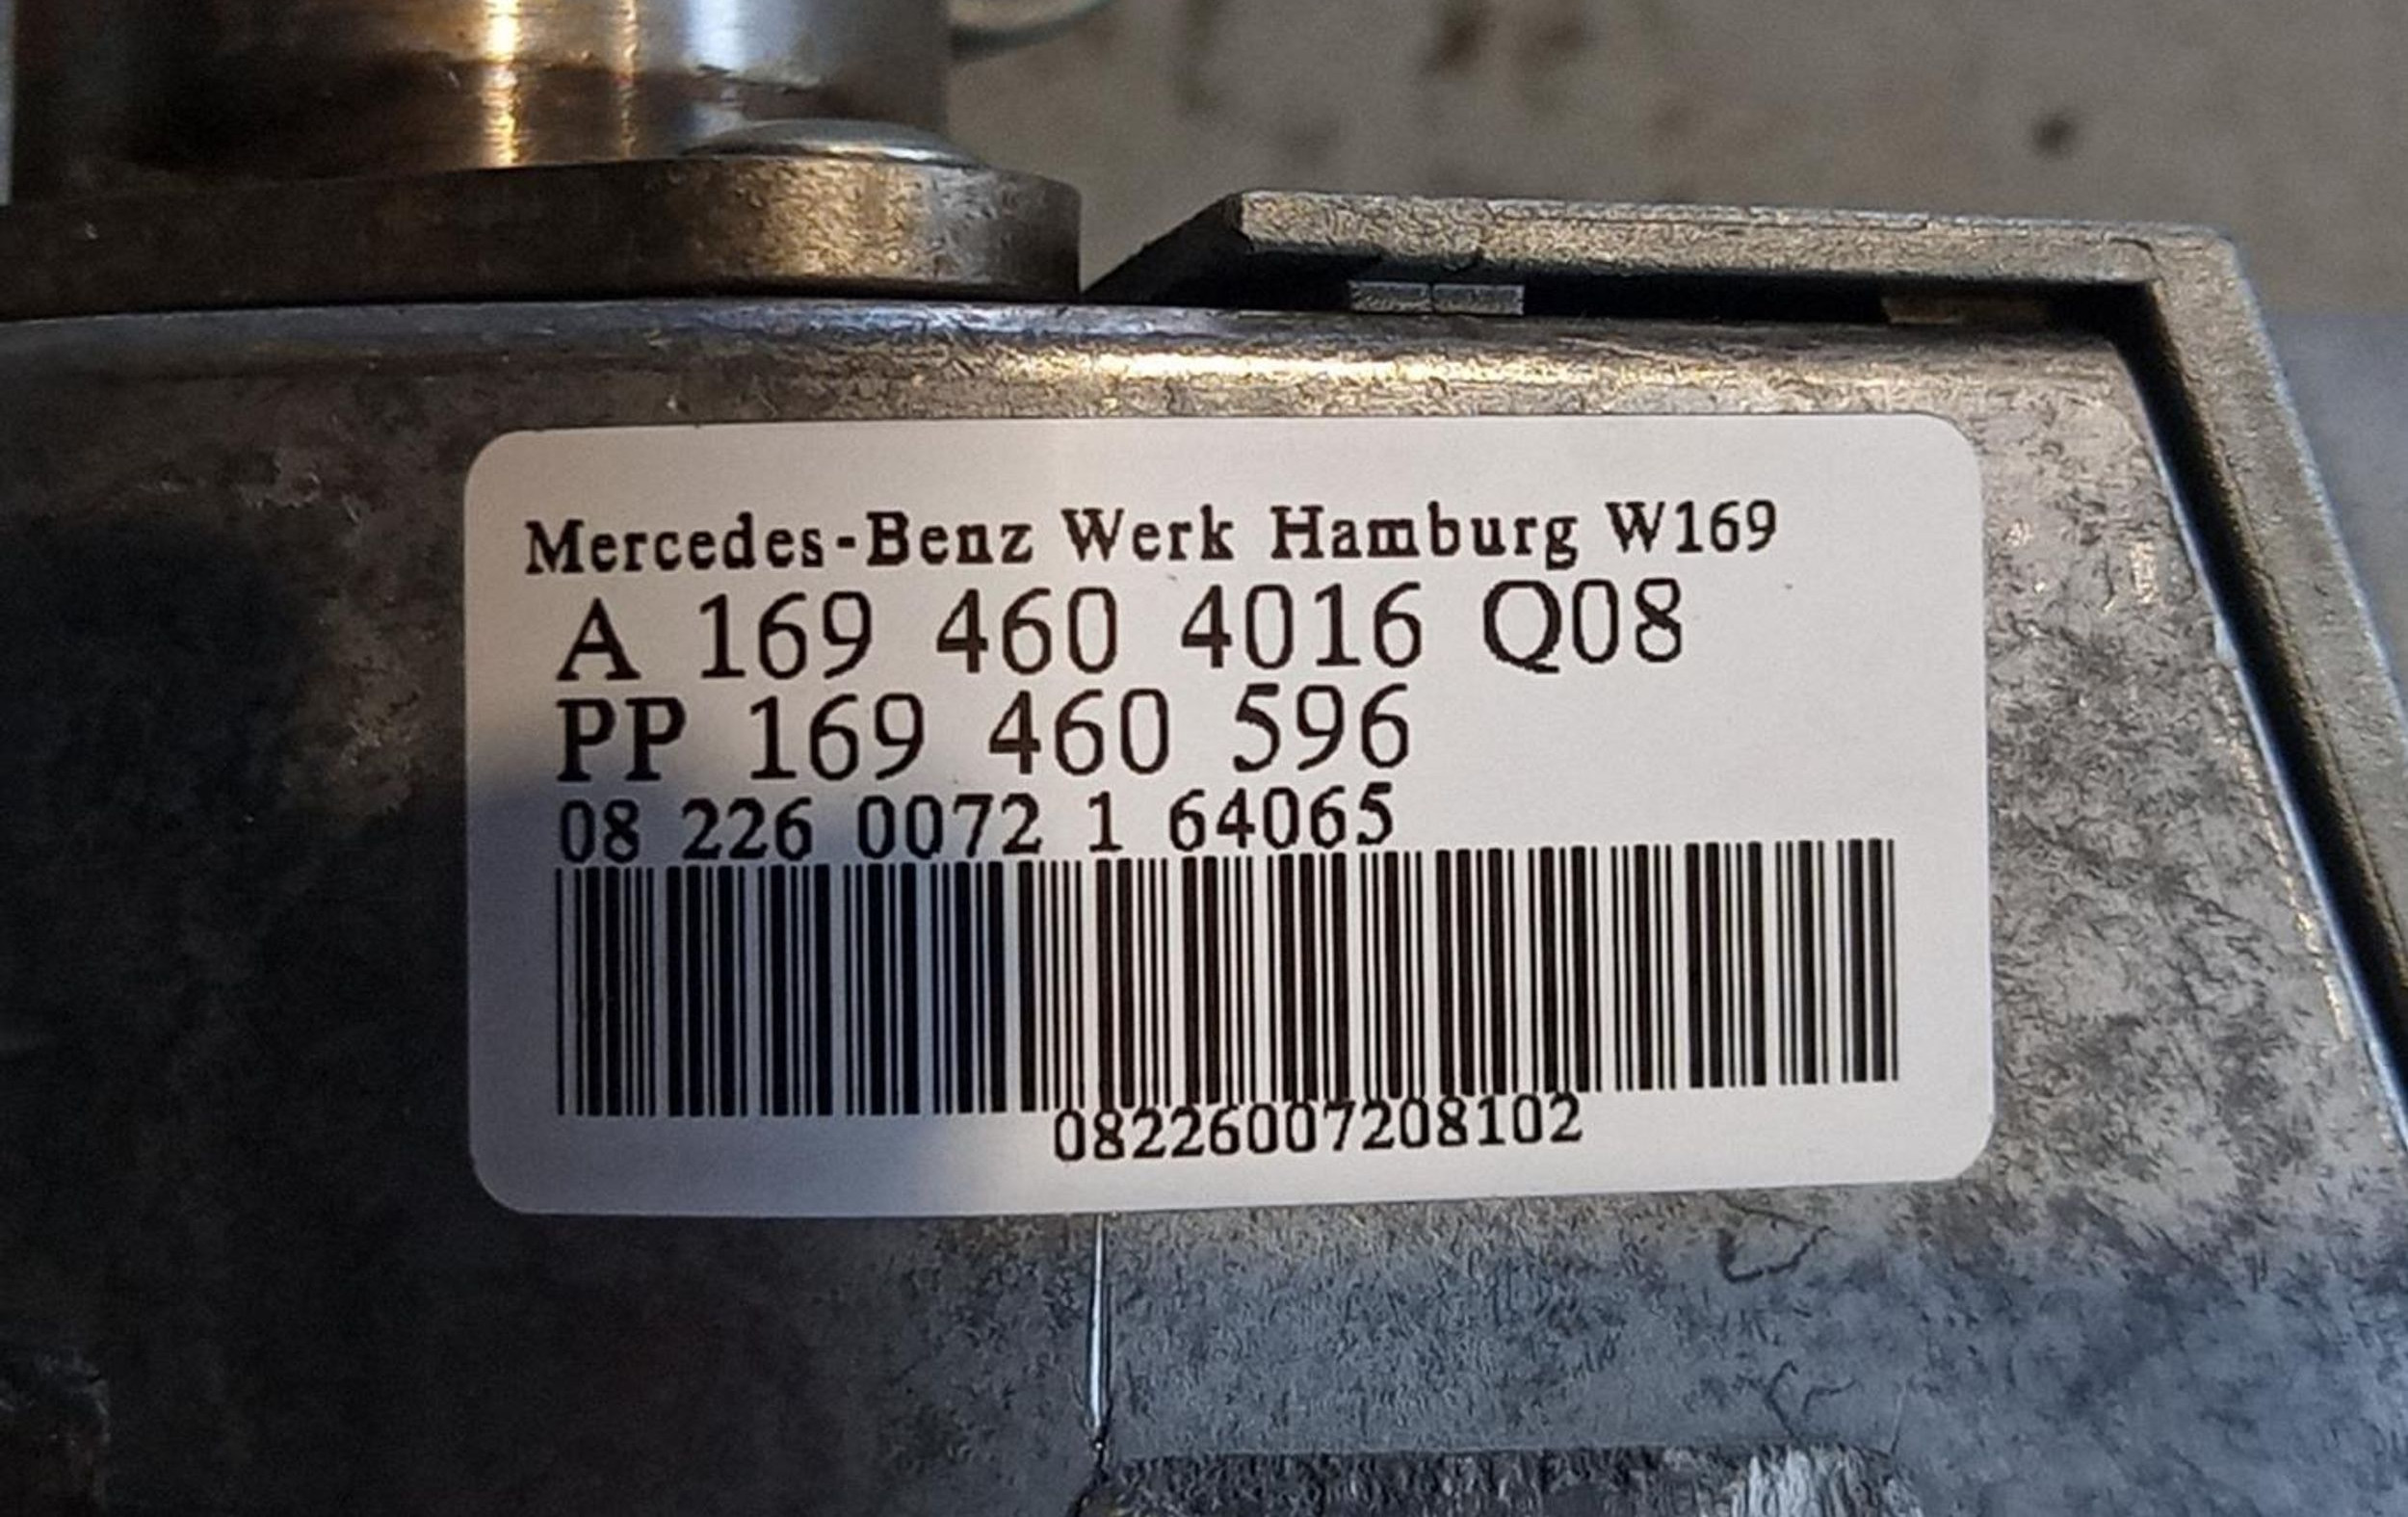 Mercedes-Benz Werk Hamburg W169
A 169 460 4016 Q08
PP 169 460 596
08 226 0072 1 64065
08226007208102